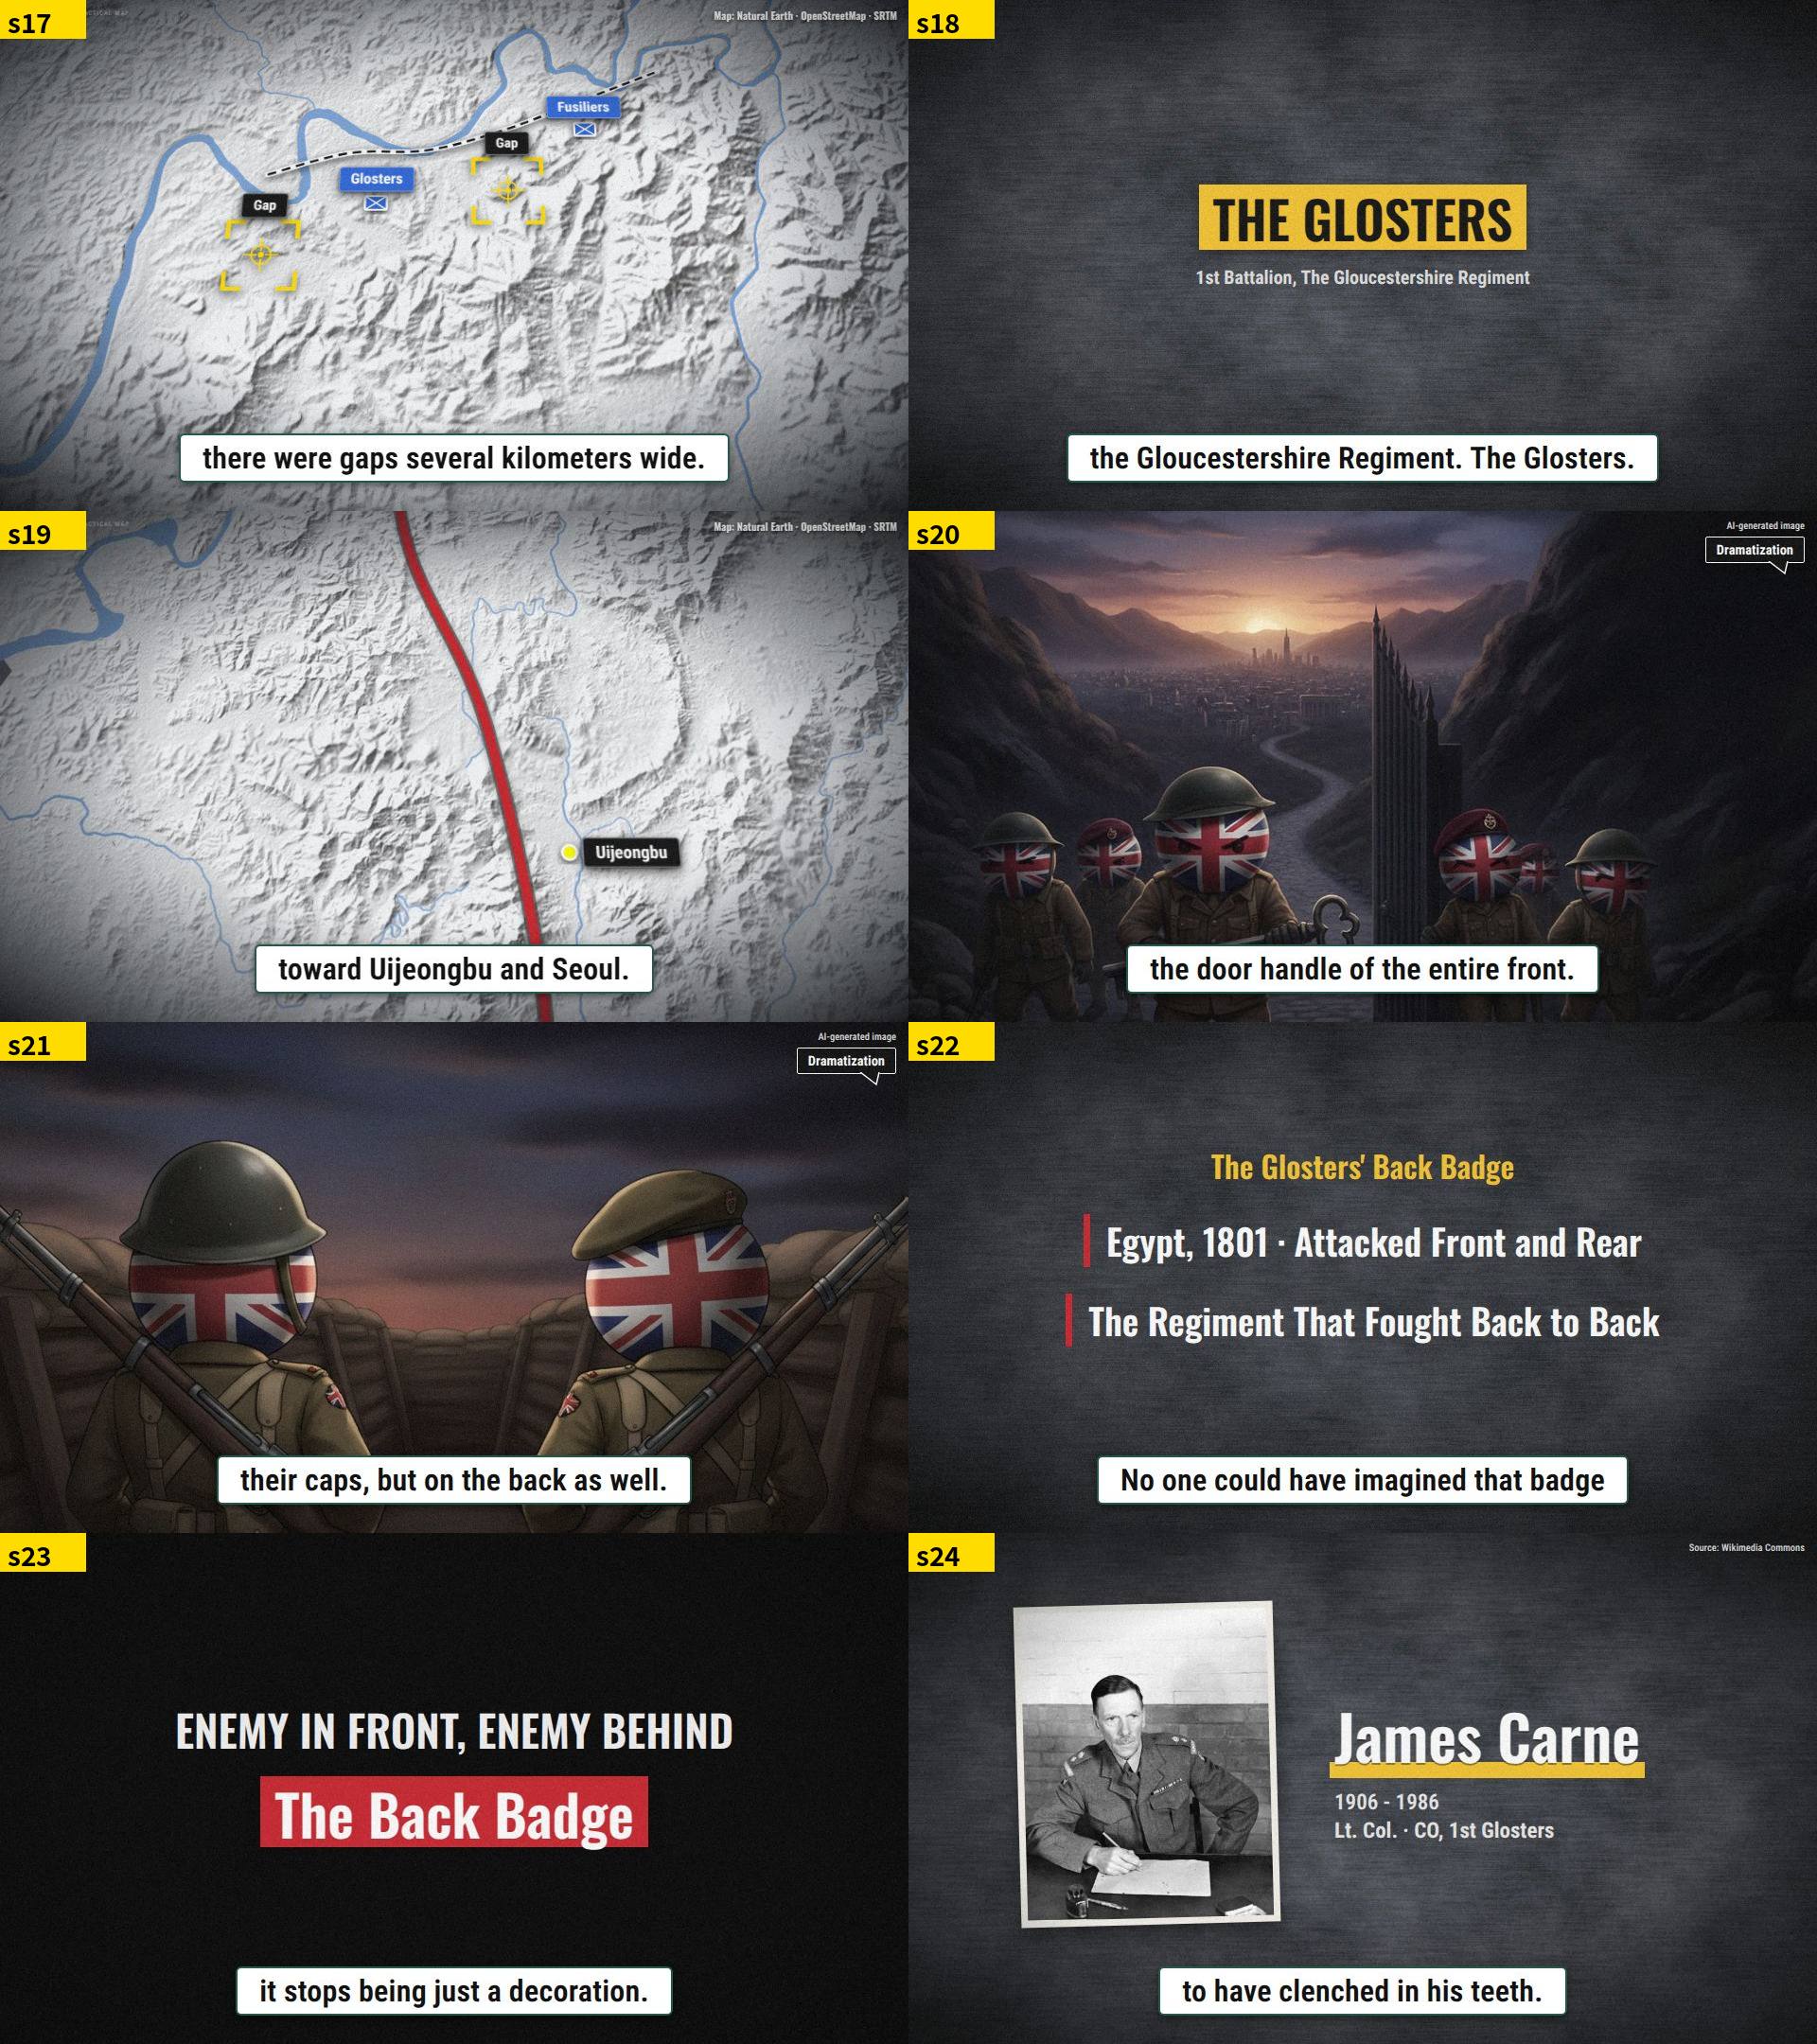 s17
Map: Natural Earth · OpenStreetMap · SRTM
Fusiliers
Gap
Glosters
Gap
there were gaps several kilometers wide.
s18
THE GLOSTERS
1st Battalion, The Gloucestershire Regiment
the Gloucestershire Regiment. The Glosters.
s19
Map: Natural Earth · OpenStreetMap · SRTM
Uijeongbu
toward Uijeongbu and Seoul.
s20
AI-generated image
Dramatization
the door handle of the entire front.
s21
AI-generated image
Dramatization
their caps, but on the back as well.
s22
The Glosters' Back Badge
Egypt, 1801 · Attacked Front and Rear
The Regiment That Fought Back to Back
No one could have imagined that badge
s23
ENEMY IN FRONT, ENEMY BEHIND
The Back Badge
it stops being just a decoration.
s24
Source: Wikimedia Commons
James Carne
1906 - 1986
Lt. Col. · CO, 1st Glosters
to have clenched in his teeth.